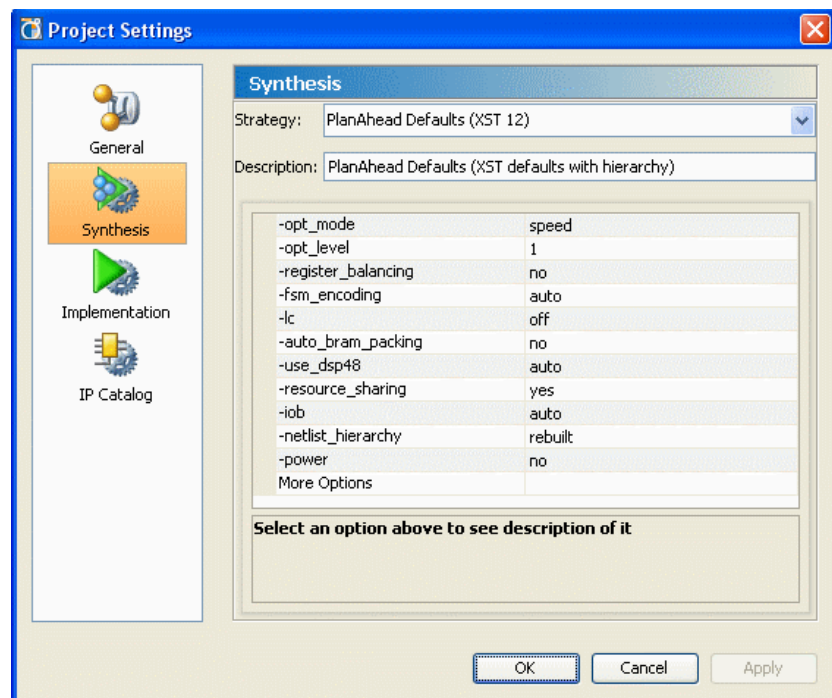 Project Settings
General
Synthesis
Implementation
IP Catalog
Synthesis
Strategy: PlanAhead Defaults (XST 12)
Description: PlanAhead Defaults (XST defaults with hierarchy)
-opt_mode speed
-opt_level 1
-register_balancing no
-fsm_encoding auto
-lc off
-auto_bram_packing no
-use_dsp48 auto
-resource_sharing yes
-iob auto
-netlist_hierarchy rebuilt
-power no
More Options
Select an option above to see description of it
OK Cancel Apply